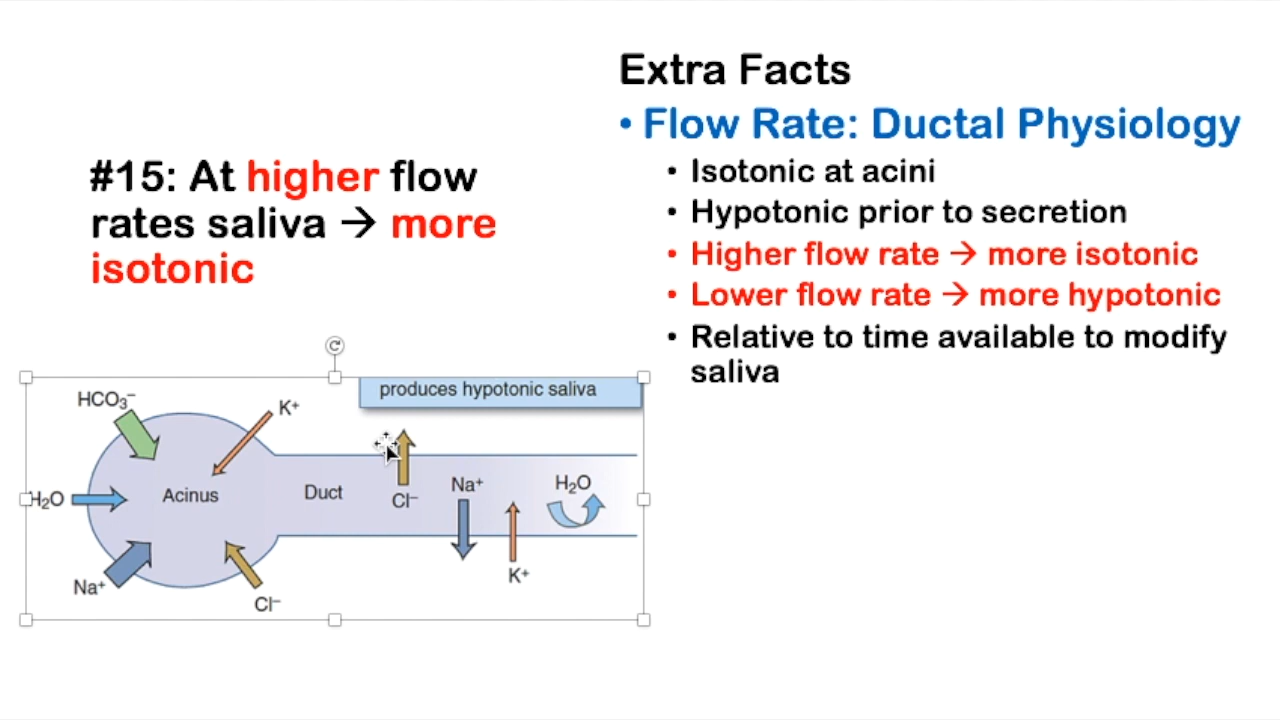 Extra Facts
• Flow Rate: Ductal Physiology
• Isotonic at acini
• Hypotonic prior to secretion
• Higher flow rate → more isotonic
• Lower flow rate → more hypotonic
• Relative to time available to modify
saliva
#15: At higher flow
rates saliva → more
isotonic
produces hypotonic saliva
HCO₃⁻
K⁺
H₂O
Acinus
Duct
Cl⁻
Na⁺
H₂O
Na⁺
Cl⁻
K⁺